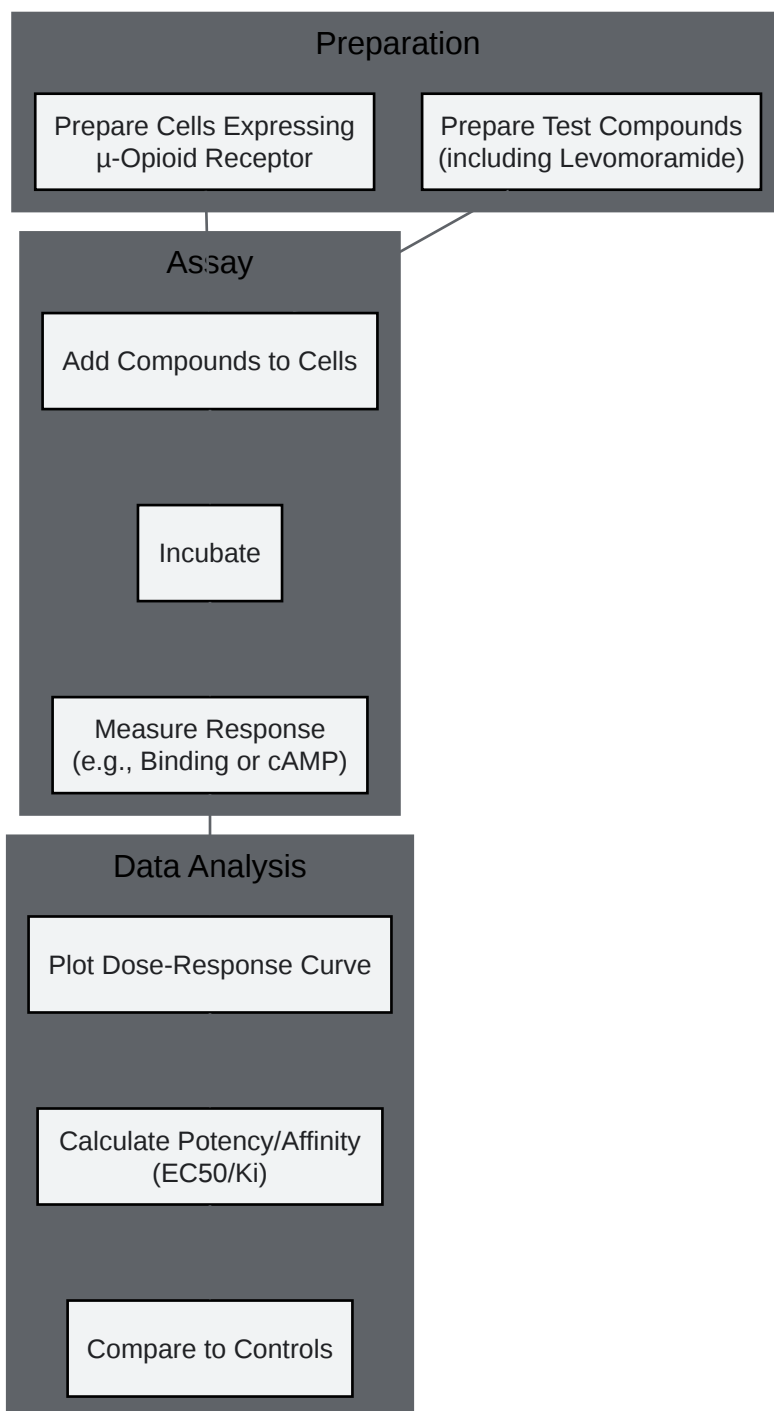 Preparation
Prepare Cells Expressing
µ-Opioid Receptor
Prepare Test Compounds
(including Levomoramide)
Assay
Add Compounds to Cells
Incubate
Measure Response
(e.g., Binding or cAMP)
Data Analysis
Plot Dose-Response Curve
Calculate Potency/Affinity
(EC50/Ki)
Compare to Controls